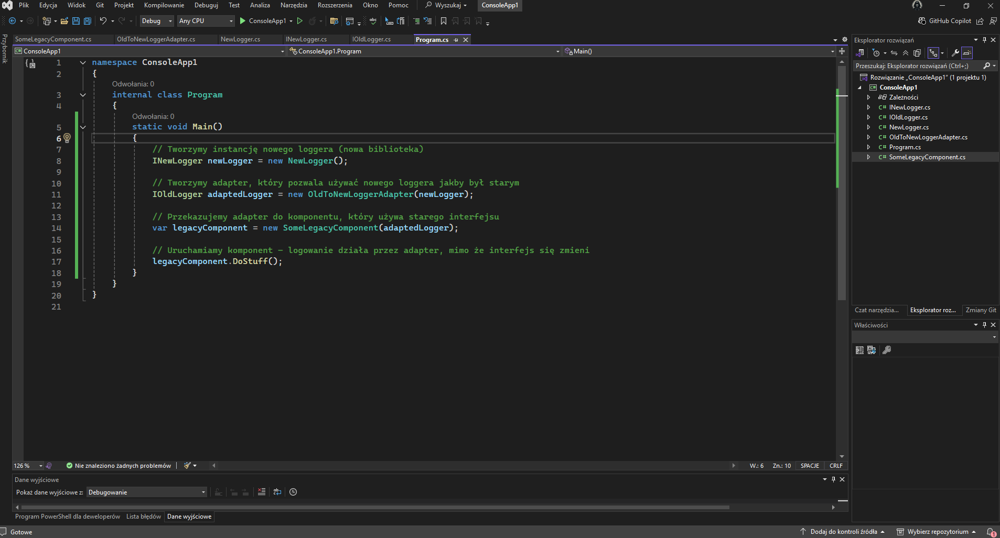 Plik Edycja Widok Git Projekt Kompilowanie Debuguj Test Analiza Narzędzia Rozszerzenia Okno Pomoc Wyszukaj ConsoleApp1
Debug Any CPU ConsoleApp1 GitHub Copilot
Przybornik
SomeLegacyComponent.cs OldToNewLoggerAdapter.cs NewLogger.cs INewLogger.cs IOldLogger.cs Program.cs
ConsoleApp1 ConsoleApp1.Program Main()
1 namespace ConsoleApp1
2 {
Odwołania: 0
3 internal class Program
4 {
Odwołania: 0
5 static void Main()
6 {
7 // Tworzymy instancję nowego loggera (nowa biblioteka)
8 INewLogger newLogger = new NewLogger();
9
10 // Tworzymy adapter, który pozwala używać nowego loggera jakby był starym
11 IOldLogger adaptedLogger = new OldToNewLoggerAdapter(newLogger);
12
13 // Przekazujemy adapter do komponentu, który używa starego interfejsu
14 var legacyComponent = new SomeLegacyComponent(adaptedLogger);
15
16 // Uruchamiamy komponent – logowanie działa przez adapter, mimo że interfejs się zmieni
17 legacyComponent.DoStuff();
18 }
19 }
20 }
21
126 % Nie znaleziono żadnych problemów W.: 6 Zn.: 10 SPACJE CRLF
Dane wyjściowe
Pokaż dane wyjściowe z: Debugowanie
Program PowerShell dla deweloperów Lista błędów Dane wyjściowe
Eksplorator rozwiązań
Przeszukaj: Eksplorator rozwiązań (Ctrl+;)
Rozwiązanie „ConsoleApp1” (1 projektu 1)
C# ConsoleApp1
Zależności
C# INewLogger.cs
C# IOldLogger.cs
C# NewLogger.cs
C# OldToNewLoggerAdapter.cs
C# Program.cs
C# SomeLegacyComponent.cs
Czat narzędzia... Eksplorator roz... Zmiany Git
Właściwości
Gotowe Dodaj do kontroli źródła Wybierz repozytorium 1